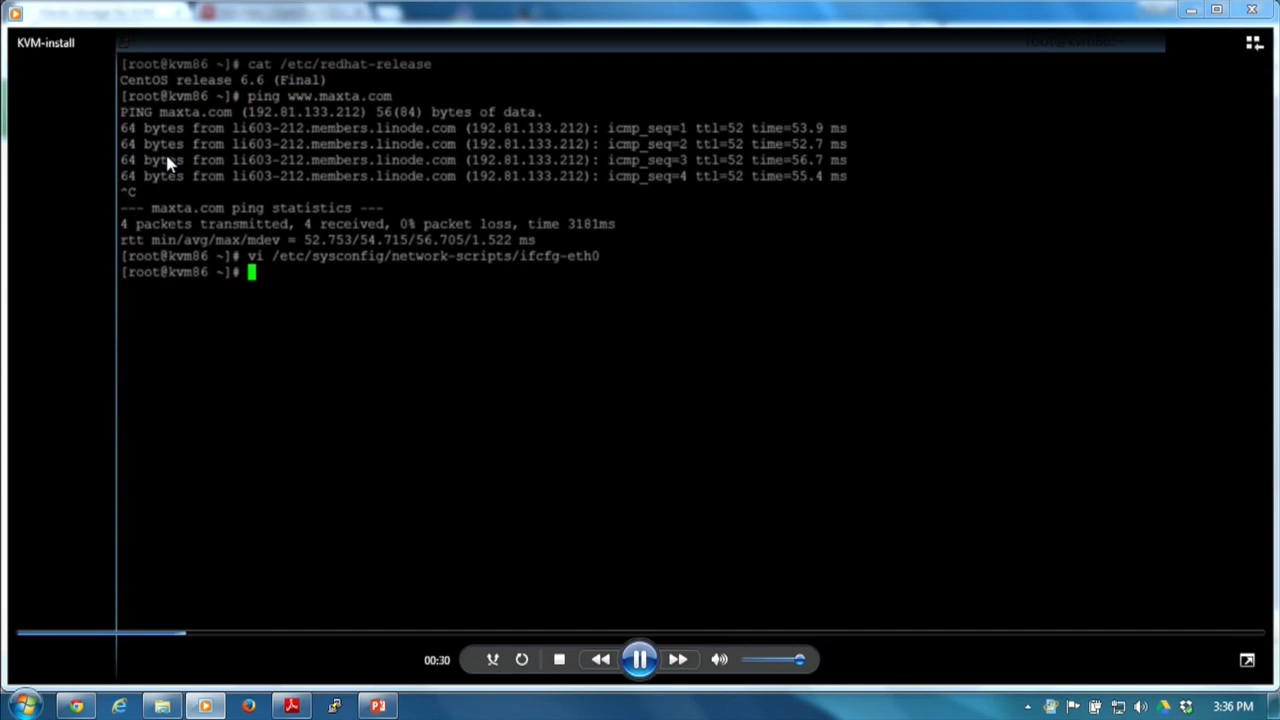 KVM-install
[root@kvm86 ~]# cat /etc/redhat-release
CentOS release 6.6 (Final)
[root@kvm86 ~]# ping www.maxta.com
PING maxta.com (192.81.133.212) 56(84) bytes of data.
64 bytes from li603-212.members.linode.com (192.81.133.212): icmp_seq=1 ttl=52 time=53.9 ms
64 bytes from li603-212.members.linode.com (192.81.133.212): icmp_seq=2 ttl=52 time=52.7 ms
64 bytes from li603-212.members.linode.com (192.81.133.212): icmp_seq=3 ttl=52 time=56.7 ms
64 bytes from li603-212.members.linode.com (192.81.133.212): icmp_seq=4 ttl=52 time=55.4 ms
^C
--- maxta.com ping statistics ---
4 packets transmitted, 4 received, 0% packet loss, time 3181ms
rtt min/avg/max/mdev = 52.753/54.715/56.705/1.522 ms
[root@kvm86 ~]# vi /etc/sysconfig/network-scripts/ifcfg-eth0
[root@kvm86 ~]#
00:30
3:36 PM